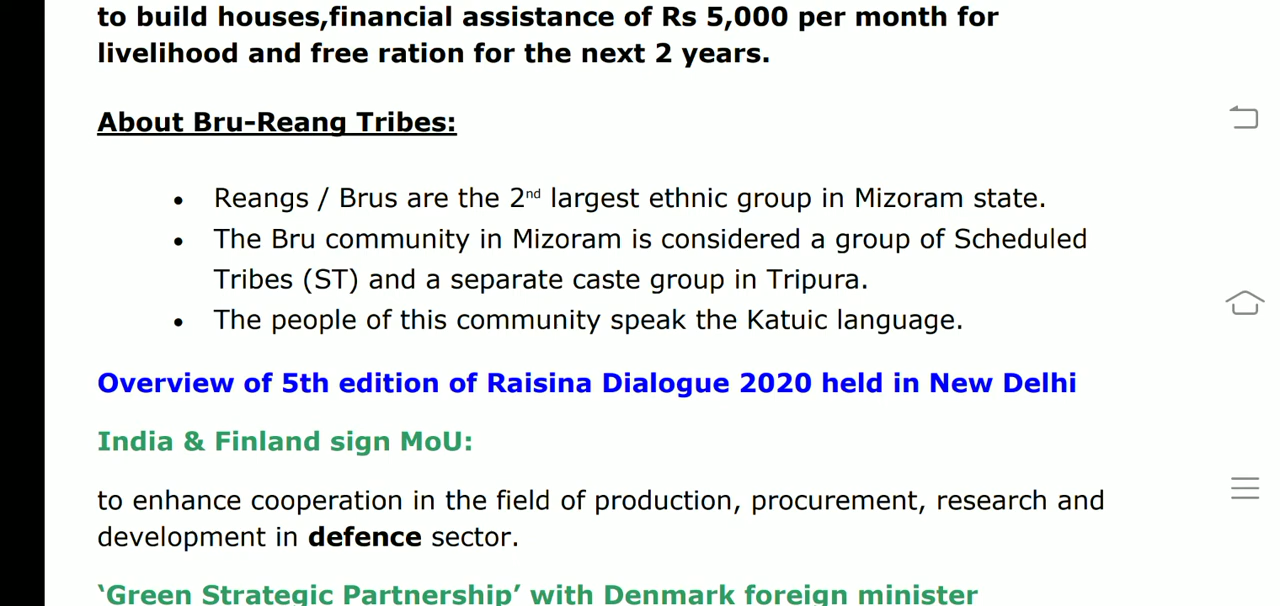 to build houses,financial assistance of Rs 5,000 per month for
livelihood and free ration for the next 2 years.
About Bru-Reang Tribes:
• Reangs / Brus are the 2nd largest ethnic group in Mizoram state.
• The Bru community in Mizoram is considered a group of Scheduled
Tribes (ST) and a separate caste group in Tripura.
• The people of this community speak the Katuic language.
Overview of 5th edition of Raisina Dialogue 2020 held in New Delhi
India & Finland sign MoU:
to enhance cooperation in the field of production, procurement, research and
development in defence sector.
‘Green Strategic Partnership’ with Denmark foreign minister